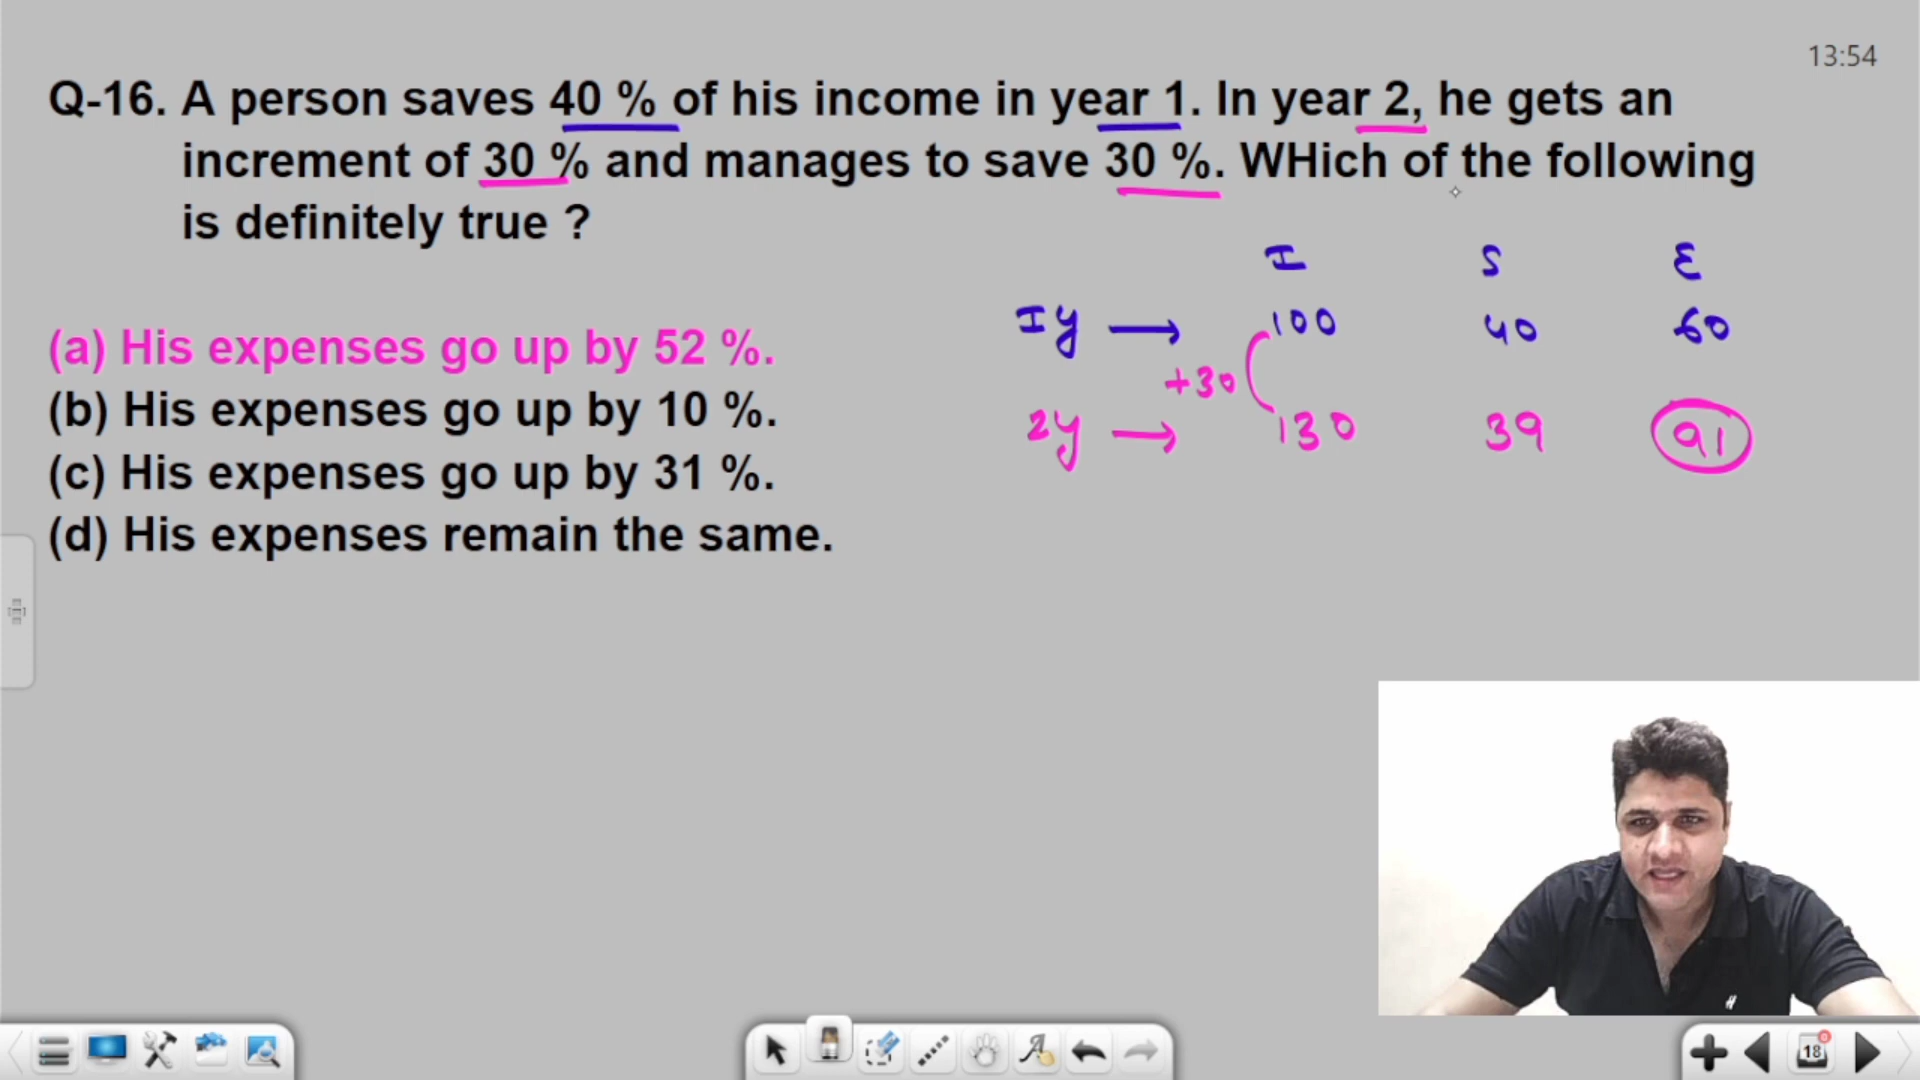 13:54
Q-16. A person saves 40 % of his income in year 1. In year 2, he gets an
increment of 30 % and manages to save 30 %. WHich of the following
is definitely true ?
I S E
(a) His expenses go up by 52 %.
Iy → 100 40 60
+30
(b) His expenses go up by 10 %.
2y → 130 39 91
(c) His expenses go up by 31 %.
(d) His expenses remain the same.
18